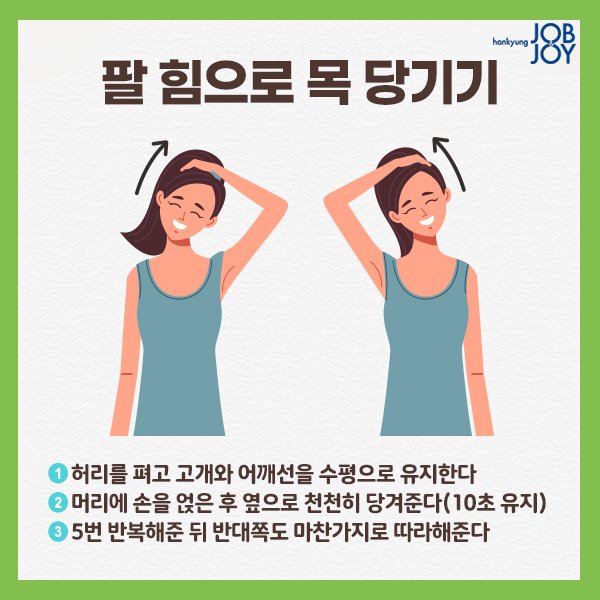 hankyung JOB JOY
팔 힘으로 목 당기기
1 허리를 펴고 고개와 어깨선을 수평으로 유지한다
2 머리에 손을 얹은 후 옆으로 천천히 당겨준다(10초 유지)
3 5번 반복해준 뒤 반대쪽도 마찬가지로 따라해준다